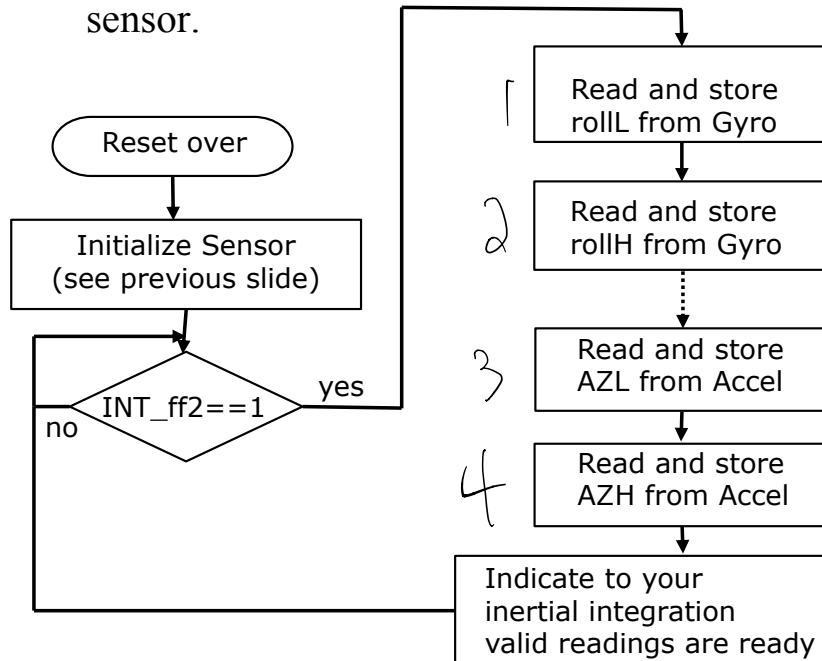 sensor.
Reset over
Initialize Sensor
(see previous slide)
INT_ff2==1
yes
no
1
Read and store
rollL from Gyro
2
Read and store
rollH from Gyro
3
Read and store
AZL from Accel
4
Read and store
AZH from Accel
Indicate to your
inertial integration
valid readings are ready